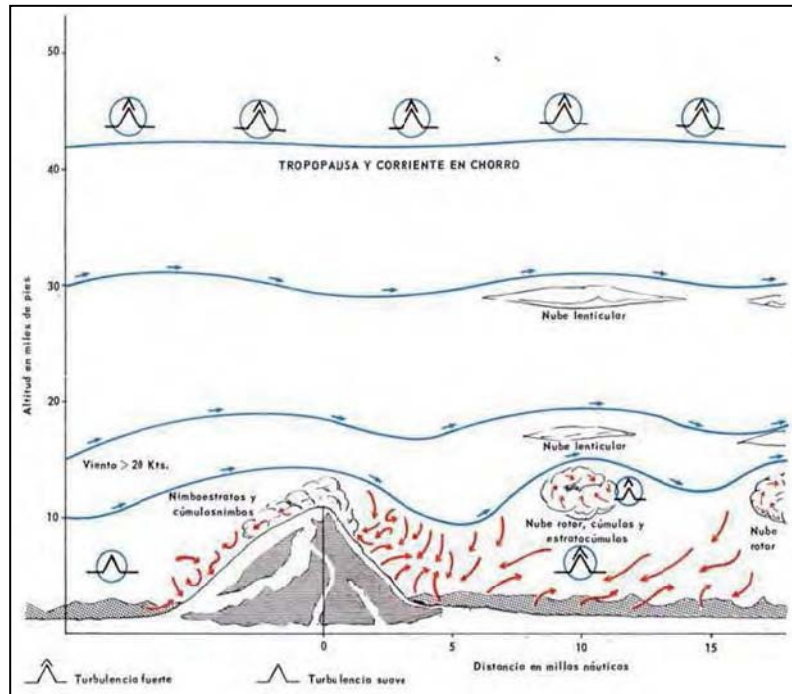 50
TROPOPAUSA Y CORRIENTE EN CHORRO
40
30
Nube lenticular
Altitud en miles de pies
20
Nube lenticular
Viento > 20 Kts.
Nimboestratos y
cúmulosnimbos
10
Nube rotor, cúmulos y
estratocúmulos
Nube
rotor
0
5
10
15
Distancia en millas náuticas
Turbulencia fuerte
Turbulencia suave